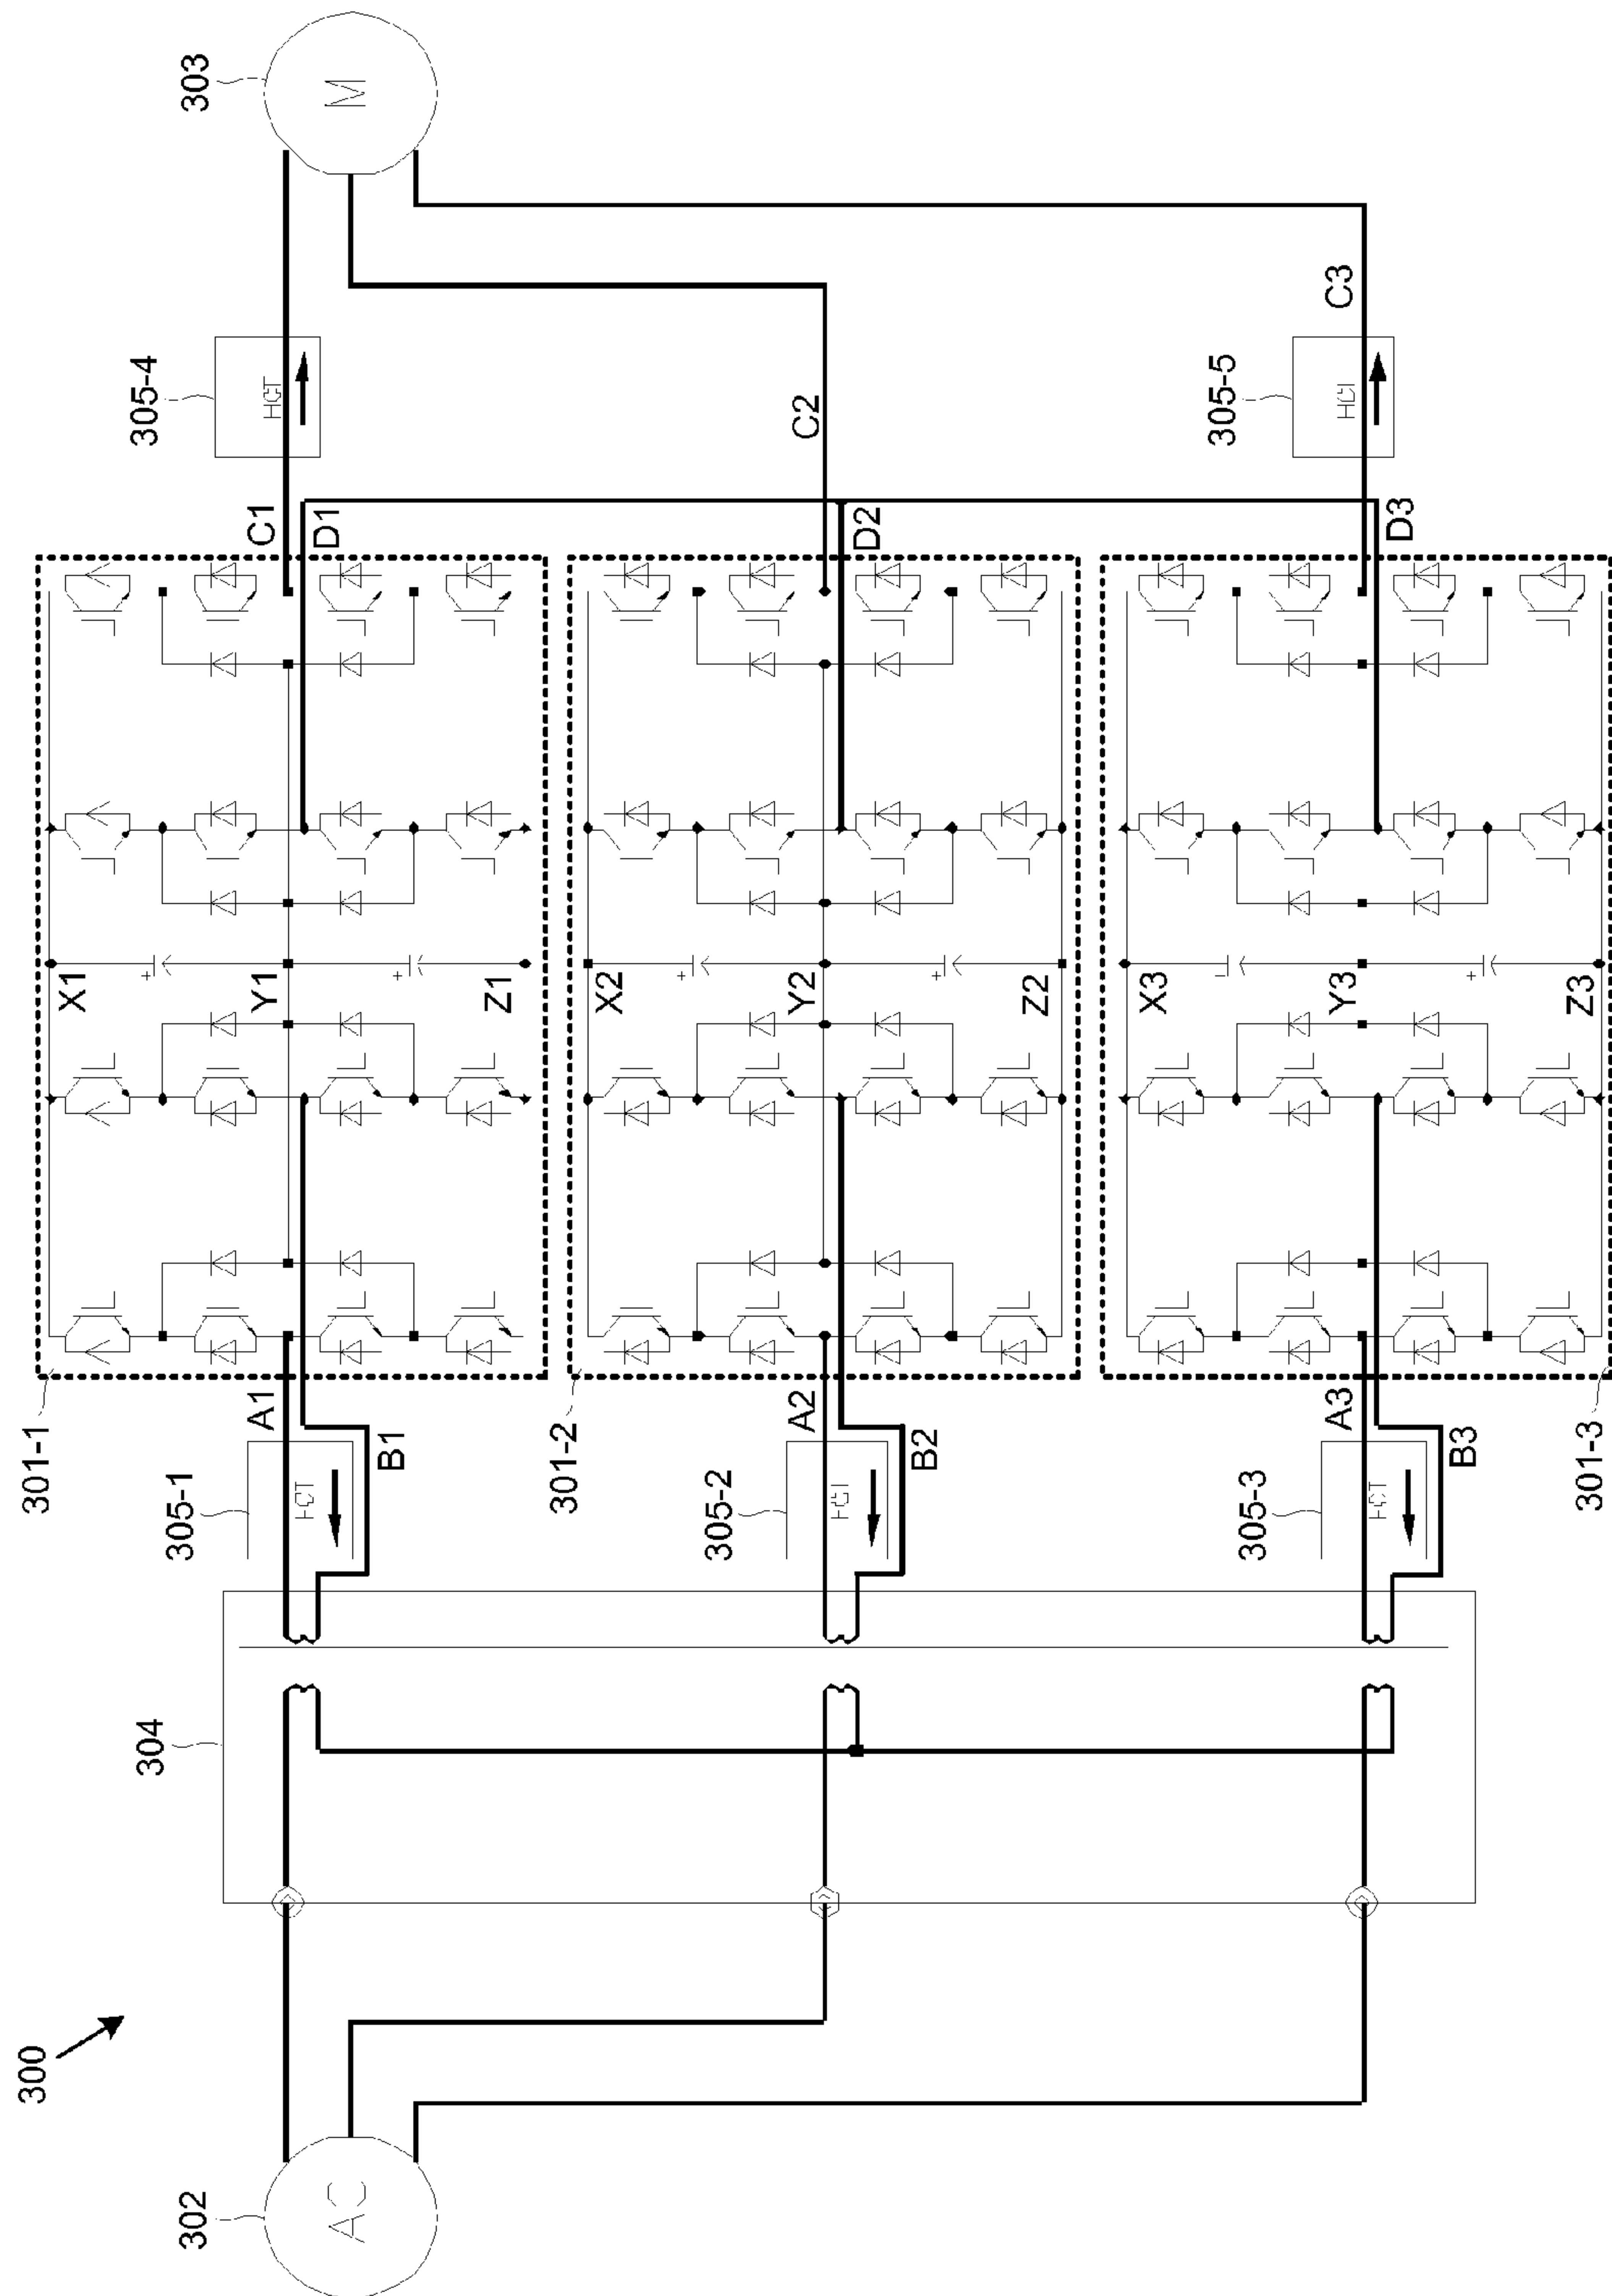 300
301-1
X1
304
305-4
305-1
302
303
A1
Y1
C1
HCT
HCT
D1
AC
M
B1
Z1
301-2
X2
305-2
A2
Y2
C2
HCT
D2
B2
Z2
X3
305-5
305-3
A3
Y3
C3
HCT
HCT
D3
B3
Z3
301-3